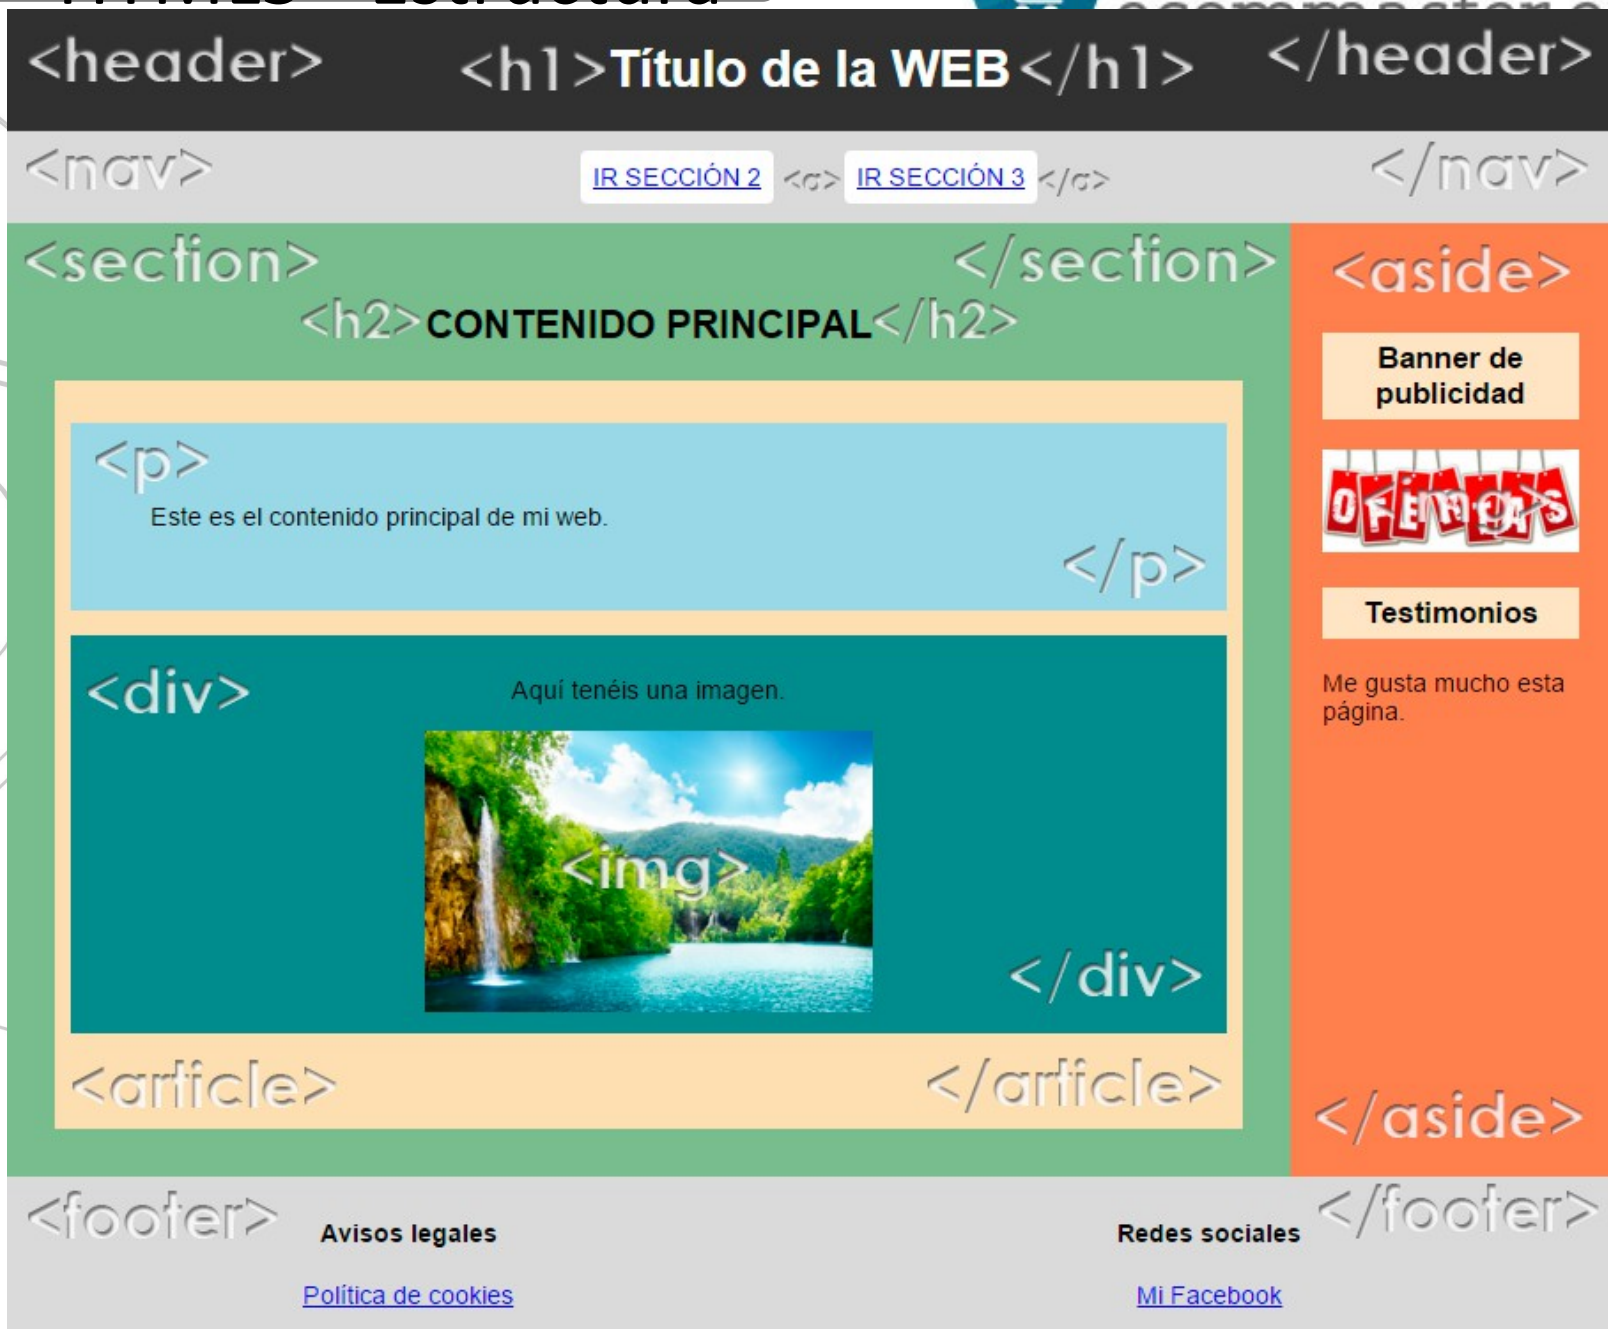 <header> <h1>Título de la WEB</h1> </header>
<nav> IR SECCIÓN 2 <a> IR SECCIÓN 3 </a> </nav>
<section> </section>
<h2>CONTENIDO PRINCIPAL</h2>
<p>
Este es el contenido principal de mi web.
</p>
<div>
Aquí tenéis una imagen.
<img>
</div>
<article> </article>
<aside>
Banner de
publicidad
OFERTAS
<img>
Testimonios
Me gusta mucho esta
página.
</aside>
<footer> </footer>
Avisos legales Redes sociales
Política de cookies Mi Facebook